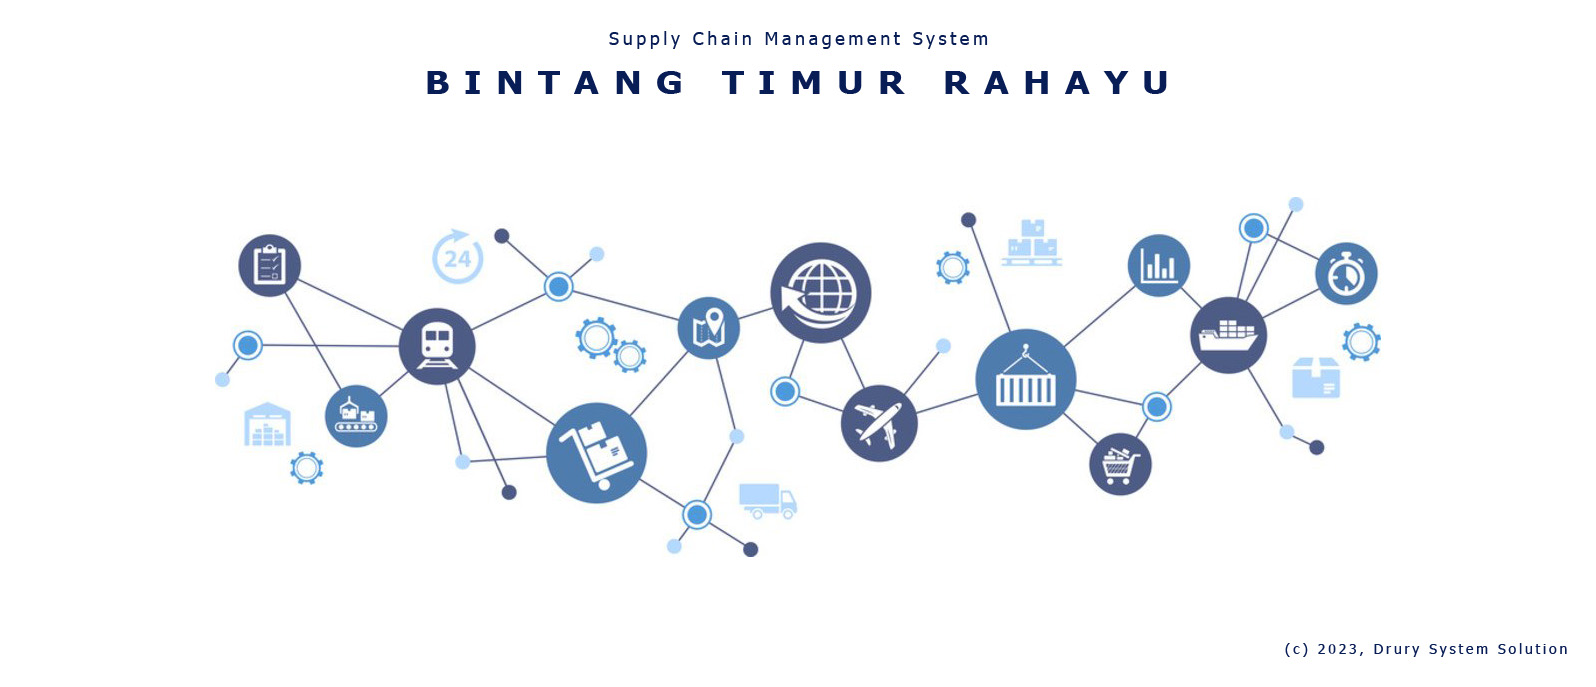 Supply Chain Management System
BINTANG TIMUR RAHAYU
24
(c) 2023, Drury System Solution